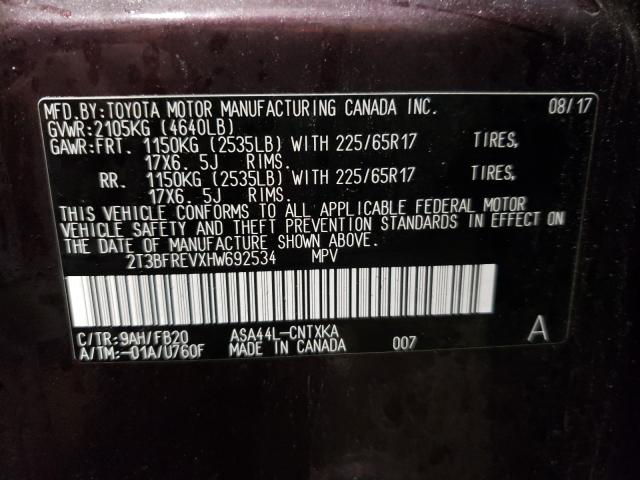 MFD.BY:TOYOTA MOTOR MANUFACTURING CANADA INC. 08/17
GVWR:2105KG (4640LB)
GAWR:FRT. 1150KG (2535LB) WITH 225/65R17 TIRES,
17X6.5J RIMS.
RR. 1150KG (2535LB) WITH 225/65R17 TIRES,
17X6.5J RIMS.
THIS VEHICLE CONFORMS TO ALL APPLICABLE FEDERAL MOTOR
VEHICLE SAFETY AND THEFT PREVENTION STANDARDS IN EFFECT ON
THE DATE OF MANUFACTURE SHOWN ABOVE.
2T3BFREVXHW692534 MPV
C/TR:9AH/FB20 ASA44L-CNTXKA A
A/TM:-01A/U760F MADE IN CANADA 007